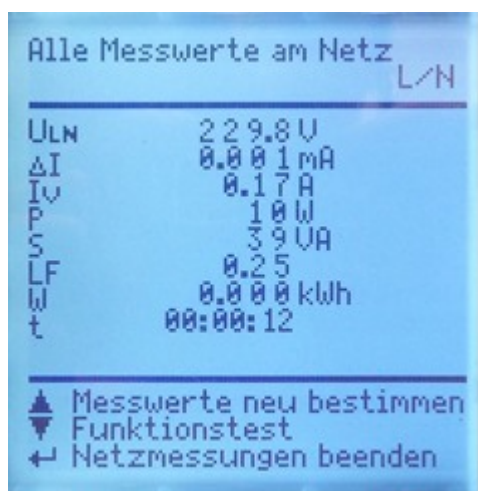 Alle Messwerte am Netz
L/N
ULN 229.8 V
ΔI 0.001 mA
Iv 0.17 A
P 10 W
S 39 VA
LF 0.25
W 0.000 kWh
t 00:00:12
▲ Messwerte neu bestimmen
▼ Funktionstest
↵ Netzmessungen beenden